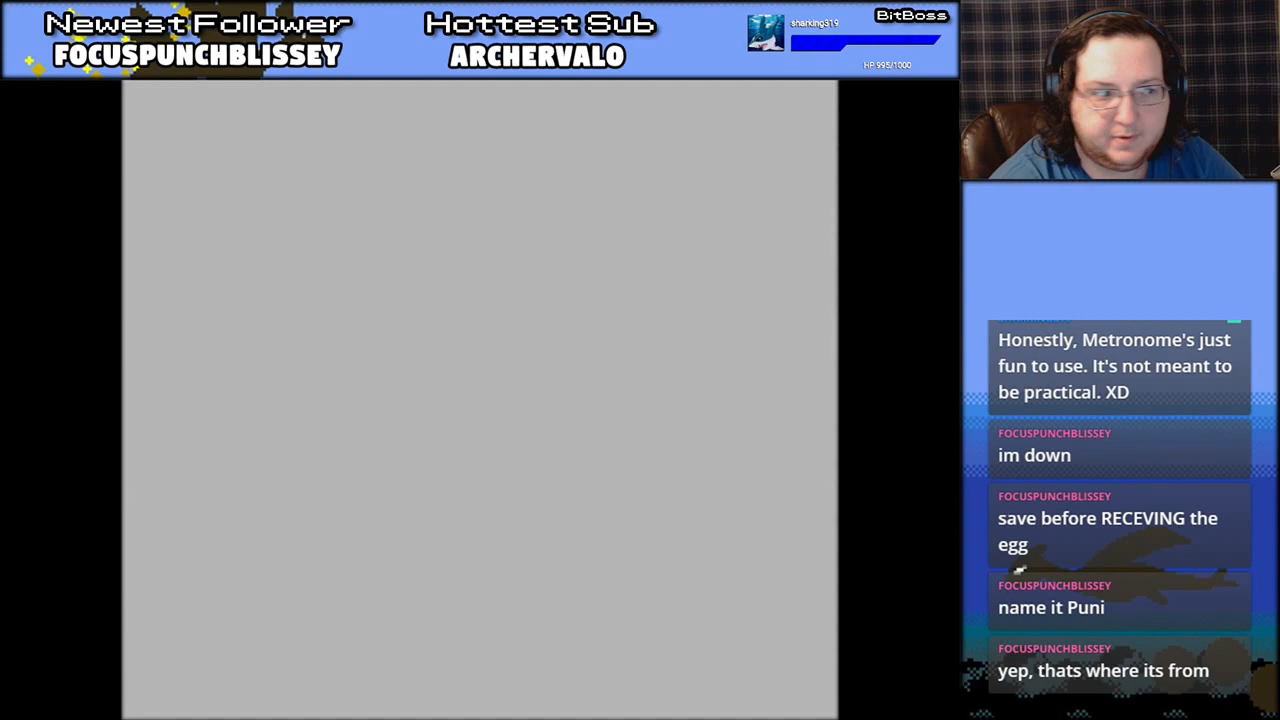 Newest Follower
FOCUSPUNCHBLISSEY
Hottest Sub
ARCHERVALO
BitBoss
snarking319
HP 995/1000
Honestly, Metronome's just
fun to use. It's not meant to
be practical. XD
FOCUSPUNCHBLISSEY
im down
FOCUSPUNCHBLISSEY
save before RECEVING the
egg
FOCUSPUNCHBLISSEY
name it Puni
FOCUSPUNCHBLISSEY
yep, thats where its from